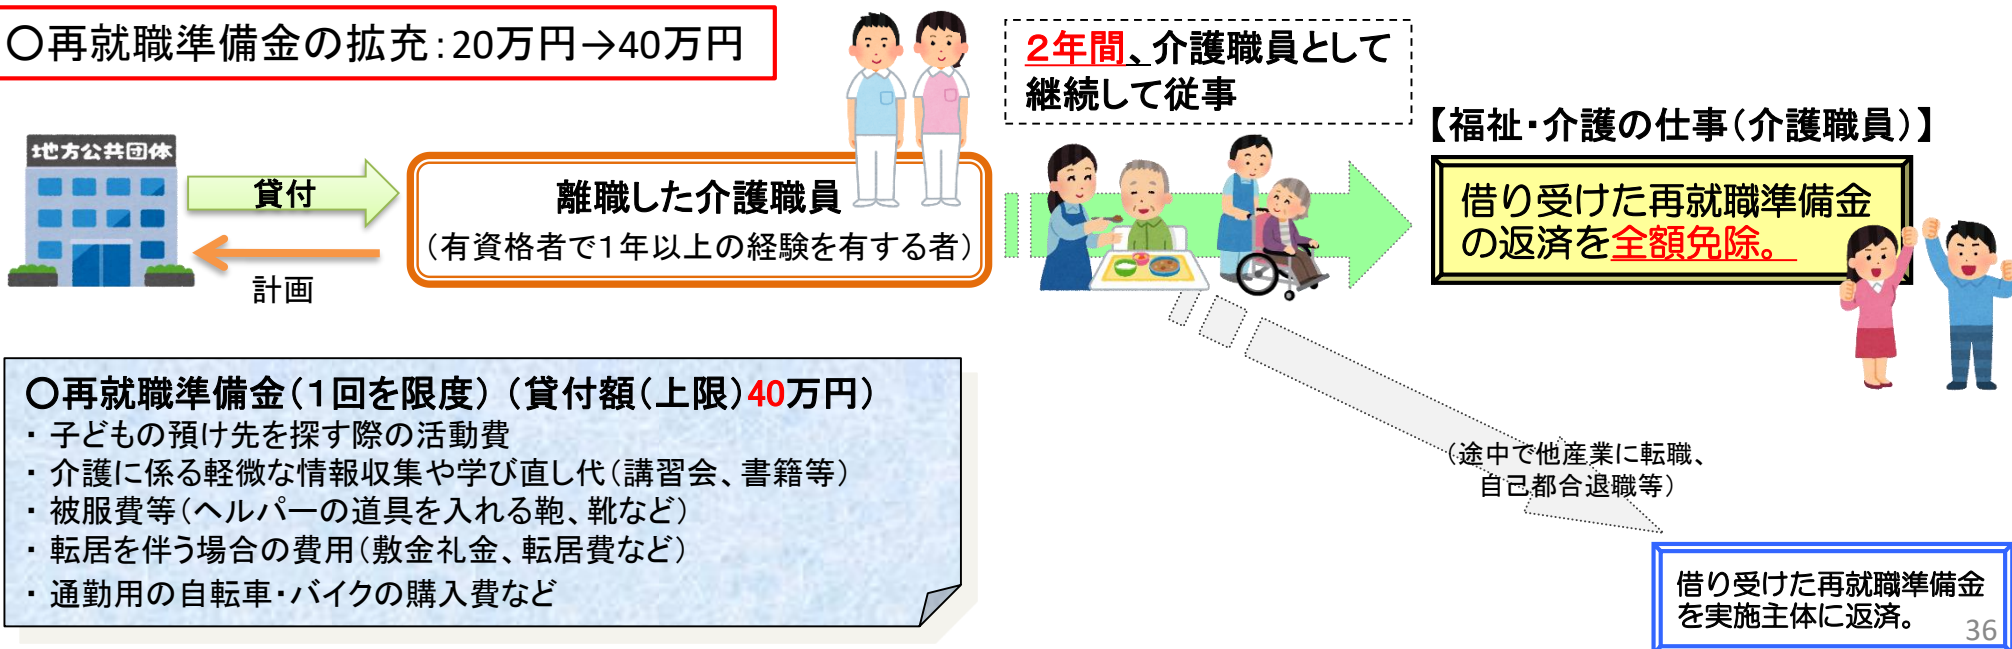 〇再就職準備金の拡充:20万円→40万円
地方公共団体
貸付
計画
離職した介護職員
(有資格者で1年以上の経験を有する者)
2年間、介護職員として
継続して従事
【福祉・介護の仕事(介護職員)】
借り受けた再就職準備金
の返済を全額免除。
〇再就職準備金(1回を限度)(貸付額(上限)40万円)
・ 子どもの預け先を探す際の活動費
・ 介護に係る軽微な情報収集や学び直し代(講習会、書籍等)
・ 被服費等(ヘルパーの道具を入れる鞄、靴など)
・ 転居を伴う場合の費用(敷金礼金、転居費など)
・ 通勤用の自転車・バイクの購入費など
(途中で他産業に転職、
自己都合退職等)
借り受けた再就職準備金
を実施主体に返済。
36